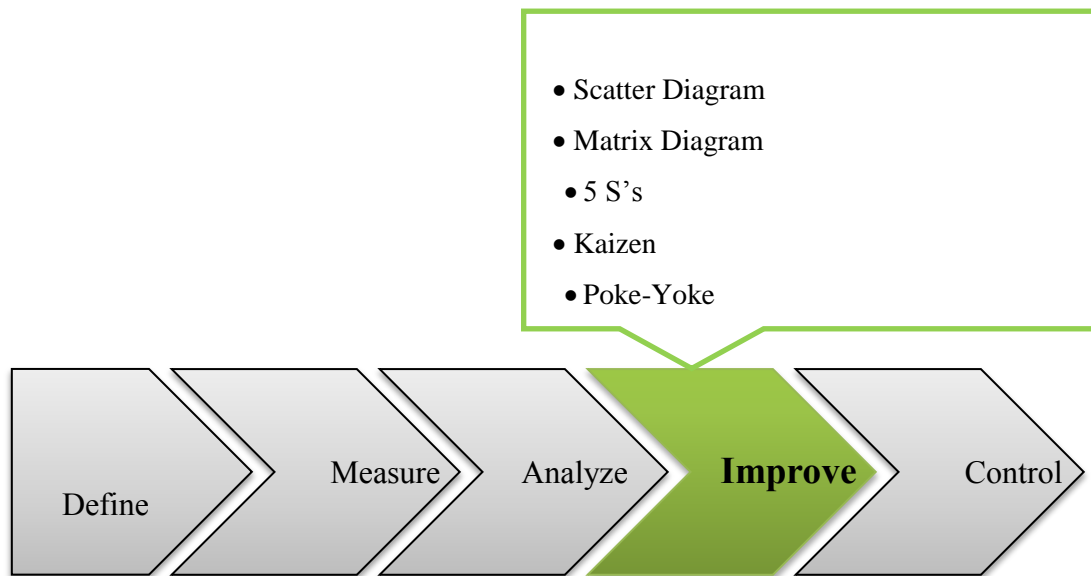 • Scatter Diagram
• Matrix Diagram
• 5 S’s
• Kaizen
• Poke-Yoke
Define
Measure
Analyze
Improve
Control